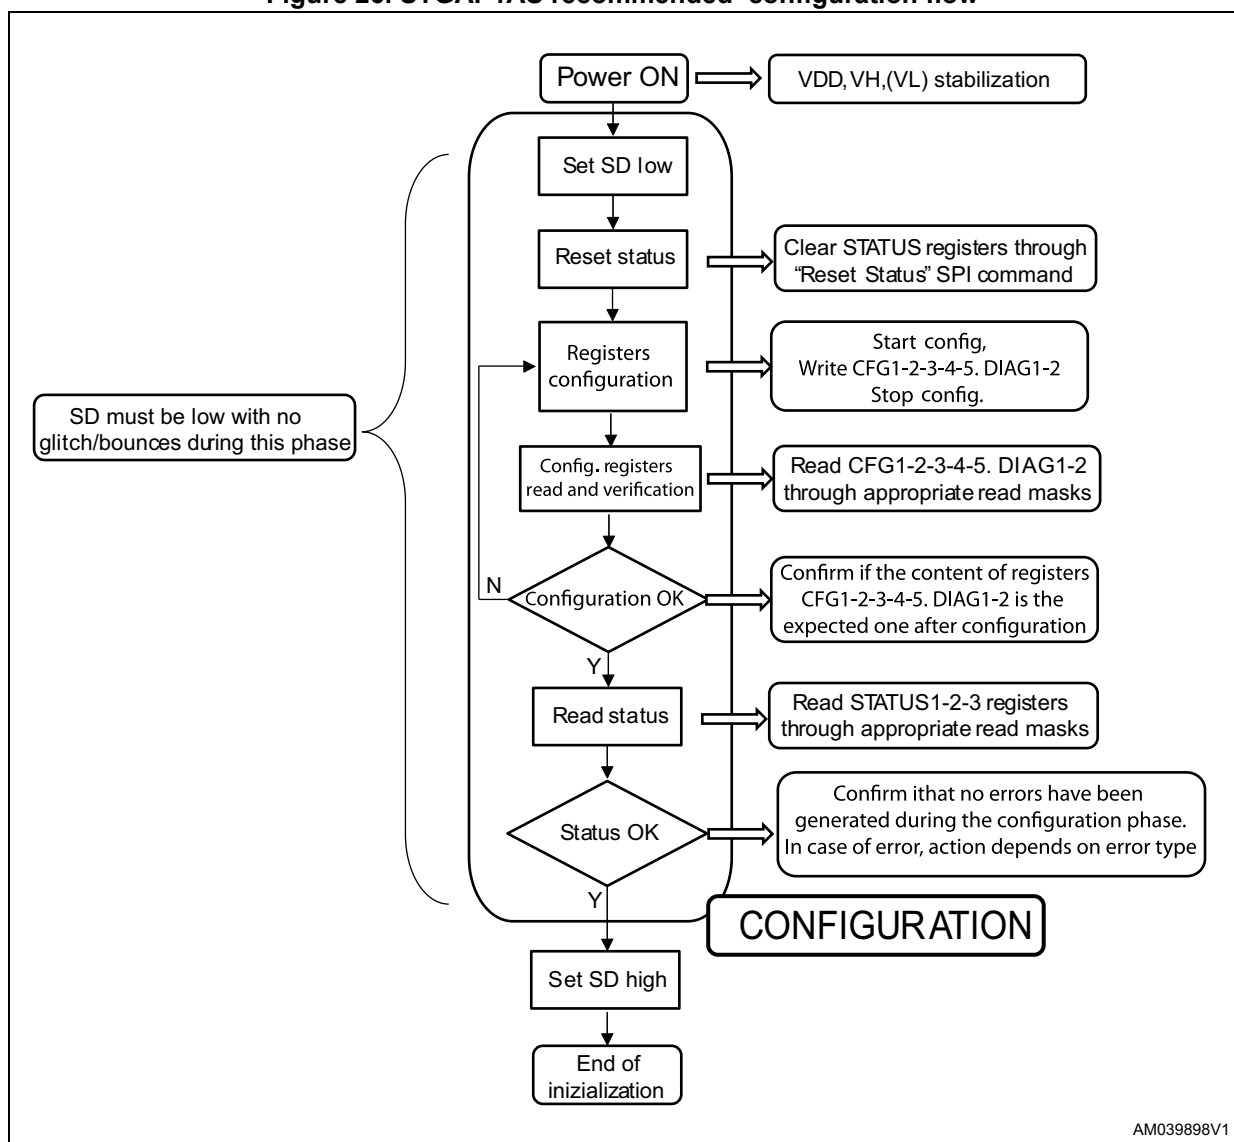 Power ON
VDD, VH,(VL) stabilization
Set SD low
Reset status
Clear STATUS registers through
“Reset Status” SPI command
Registers
configuration
Start config,
Write CFG1-2-3-4-5. DIAG1-2
Stop config.
SD must be low with no
glitch/bounces during this phase
Config. registers
read and verification
Read CFG1-2-3-4-5. DIAG1-2
through appropriate read masks
N
Configuration OK
Confirm if the content of registers
CFG1-2-3-4-5. DIAG1-2 is the
expected one after configuration
Y
Read status
Read STATUS1-2-3 registers
through appropriate read masks
Status OK
Confirm ithat no errors have been
generated during the configuration phase.
In case of error, action depends on error type
Y
CONFIGURATION
Set SD high
End of
inizialization
AM039898V1